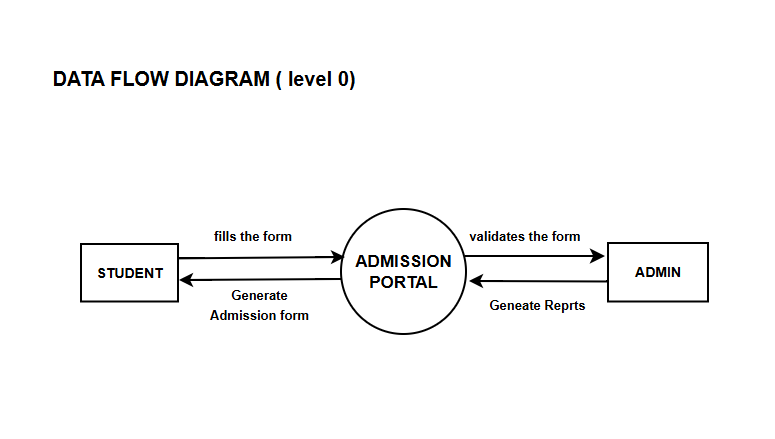 DATA FLOW DIAGRAM ( level 0)
fills the form
validates the form
STUDENT
ADMISSION
PORTAL
ADMIN
Generate
Admission form
Geneate Reprts